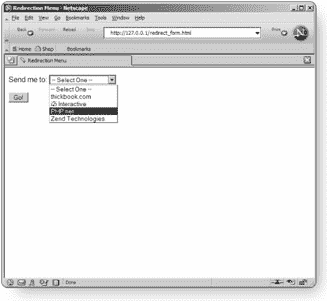 Redirection Menu - Netscape
File Edit View Go Bookmarks Tools Window Help
Back Forward Reload Stop http://127.0.0.1/redirect_form.html Print
Home Shop Bookmarks
Redirection Menu
Send me to: -- Select One --
-- Select One --
thickbook.com
i2i Interactive
PHP.net
Zend Technologies
Go!
Done